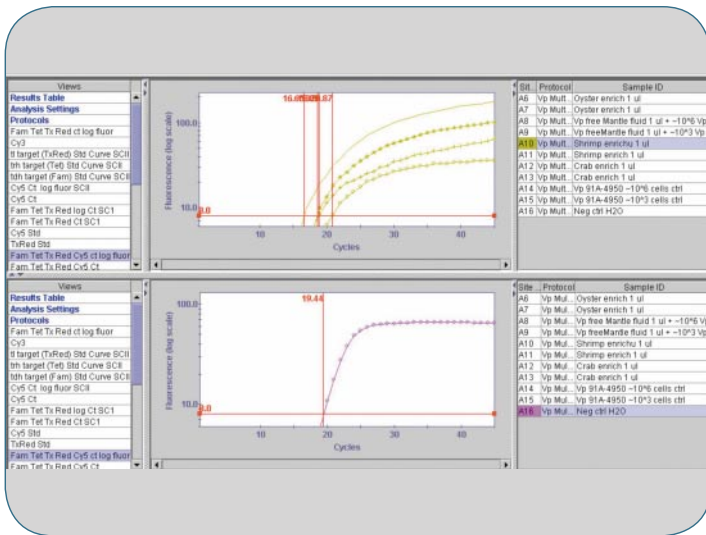 Views
Results Table
Analysis Settings
Protocols
Fam Tet Tx Red ct log fluor
Cy3
tl target (TxRed) Std Curve SCII
trh target (Tet) Std Curve SCII
tdh target (Fam) Std Curve SCII
Cy5 Ct log fluor SCII
Cy5 Ct
Fam Tet Tx Red log Ct SC1
Fam Tet Tx Red Ct SC1
Cy5 Std
TxRed Std
Fam Tet Tx Red Cy5 ct log fluor
Fam Tet Tx Red Cy5 Ct
Fluorescence (log scale)
100.0
10.0
8.0
10
20
30
40
Cycles
Sit... Protocol Sample ID
A6 Vp Mult... Oyster enrich 1 ul
A7 Vp Mult... Oyster enrich 1 ul
A8 Vp Mult... Vp free Mantle fluid 1 ul + ~10^6 Vp
A9 Vp Mult... Vp freeMantle fluid 1 ul + ~10^3 Vp
A10 Vp Mult... Shrimp enrichu 1 ul
A11 Vp Mult... Shrimp enrich 1 ul
A12 Vp Mult... Crab enrich 1 ul
A13 Vp Mult... Crab enrich 1 ul
A14 Vp Mult... Vp 91A-4950 ~10^6 cells ctrl
A15 Vp Mult... Vp 91A-4950 ~10^3 cells ctrl
A16 Vp Mult... Neg ctrl H2O
Views
Results Table
Analysis Settings
Protocols
Fam Tet Tx Red ct log fluor
Cy3
tl target (TxRed) Std Curve SCII
trh target (Tet) Std Curve SCII
tdh target (Fam) Std Curve SCII
Cy5 Ct log fluor SCII
Cy5 Ct
Fam Tet Tx Red log Ct SC1
Fam Tet Tx Red Ct SC1
Cy5 Std
TxRed Std
Fam Tet Tx Red Cy5 ct log fluor
Fam Tet Tx Red Cy5 Ct
Fluorescence (log scale)
100.0
19.44
10.0
8.0
10
20
30
40
Cycles
Site ... Protocol Sample ID
A6 Vp Mul... Oyster enrich 1 ul
A7 Vp Mul... Oyster enrich 1 ul
A8 Vp Mul... Vp free Mantle fluid 1 ul + ~10^6 V
A9 Vp Mul... Vp freeMantle fluid 1 ul + ~10^3 Vp
A10 Vp Mul... Shrimp enrichu 1 ul
A11 Vp Mul... Shrimp enrich 1 ul
A12 Vp Mul... Crab enrich 1 ul
A13 Vp Mul... Crab enrich 1 ul
A14 Vp Mul... Vp 91A-4950 ~10^6 cells ctrl
A15 Vp Mul... Vp 91A-4950 ~10^3 cells ctrl
A16 Vp Mul... Neg ctrl H2O